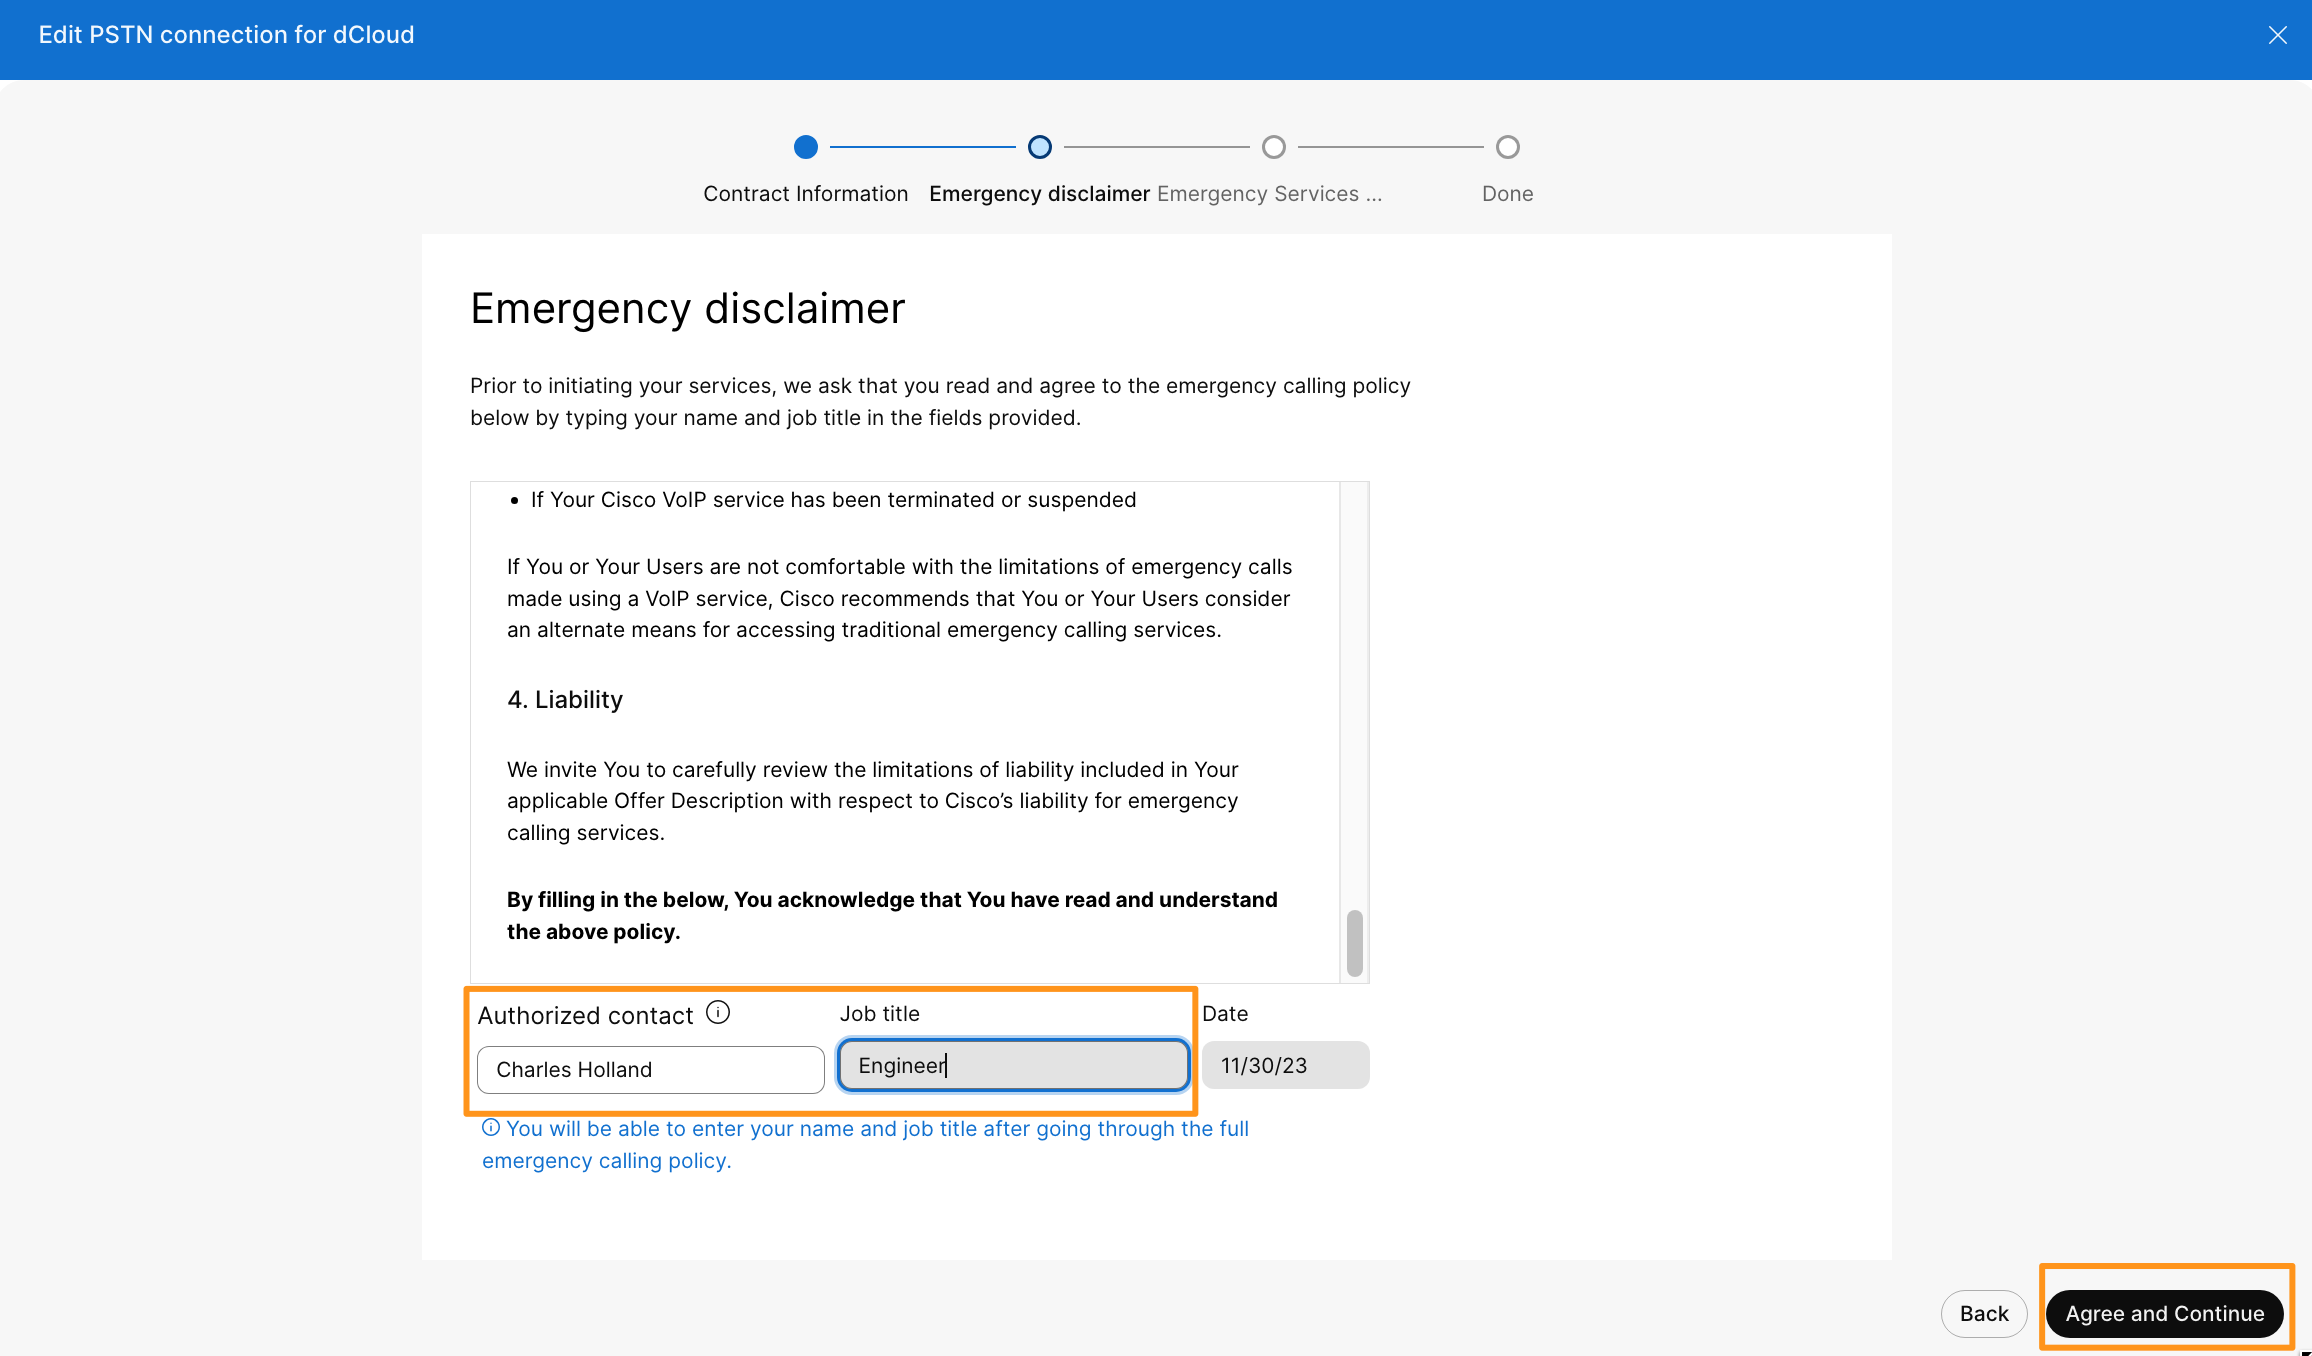 Edit PSTN connection for dCloud
Contract Information
Emergency disclaimer
Emergency Services ...
Done
Emergency disclaimer
Prior to initiating your services, we ask that you read and agree to the emergency calling policy
below by typing your name and job title in the fields provided.
• If Your Cisco VoIP service has been terminated or suspended
If You or Your Users are not comfortable with the limitations of emergency calls
made using a VoIP service, Cisco recommends that You or Your Users consider
an alternate means for accessing traditional emergency calling services.
4. Liability
We invite You to carefully review the limitations of liability included in Your
applicable Offer Description with respect to Cisco’s liability for emergency
calling services.
By filling in the below, You acknowledge that You have read and understand
the above policy.
Authorized contact
Job title
Date
Charles Holland
Engineer
11/30/23
You will be able to enter your name and job title after going through the full
emergency calling policy.
Back
Agree and Continue